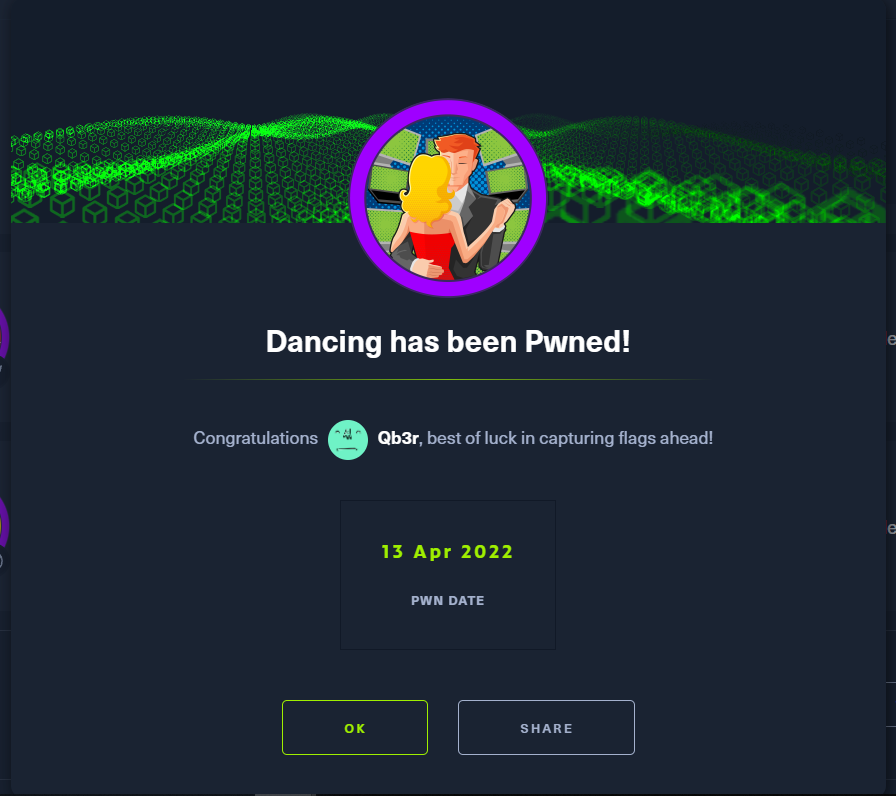 Dancing has been Pwned!
Congratulations Qb3r, best of luck in capturing flags ahead!
13 Apr 2022
PWN DATE
OK
SHARE